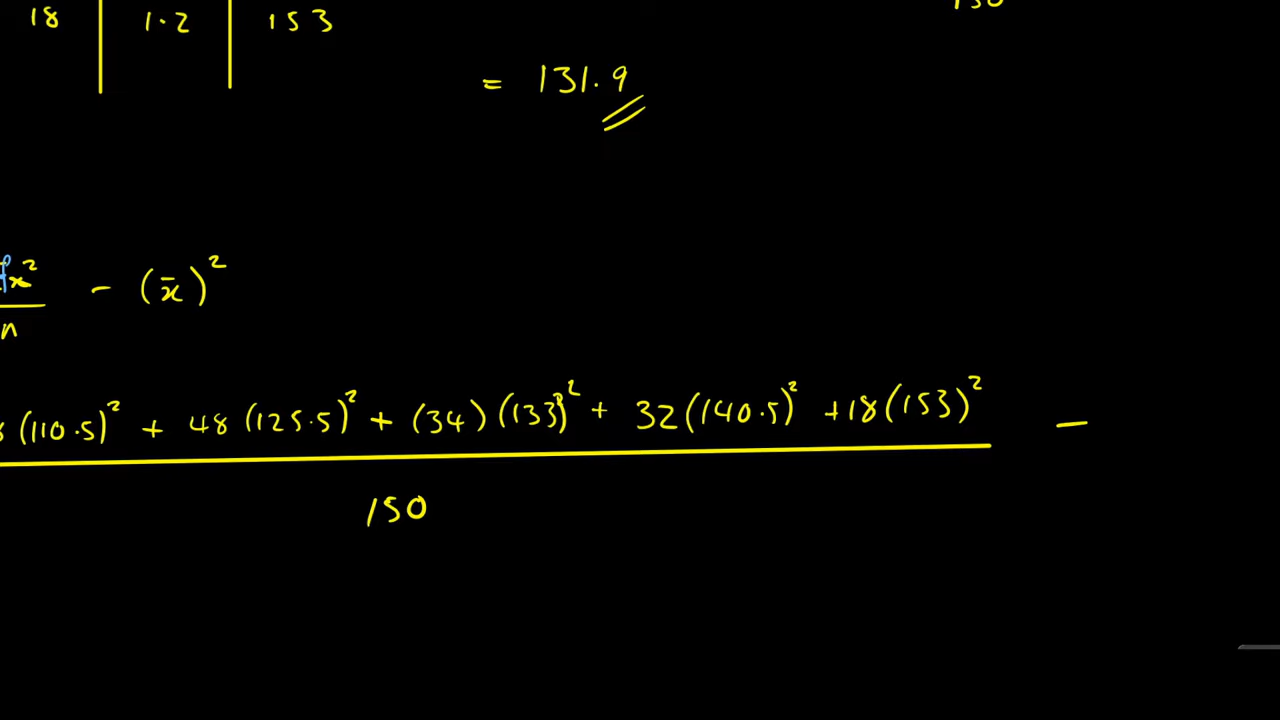 18 1.2 153
= 131.9
fx² − (x̄)²
n
(110.5)² + 48(125.5)² + (34)(133)² + 32(140.5)² + 18(153)² −
150